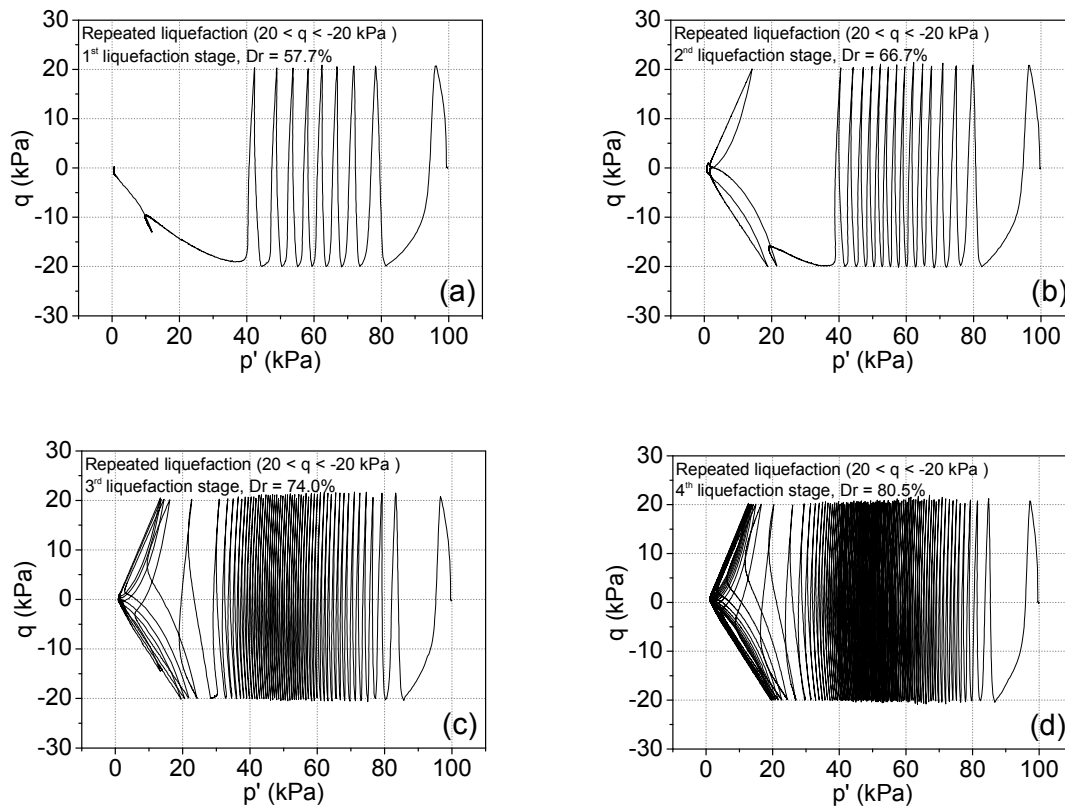 Repeated liquefaction (20 < q < -20 kPa )
1st liquefaction stage, Dr = 57.7%
30
20
10
0
-10
-20
-30
q (kPa)
0 20 40 60 80 100
p' (kPa)
(a)
Repeated liquefaction (20 < q < -20 kPa )
2nd liquefaction stage, Dr = 66.7%
30
20
10
0
-10
-20
-30
q (kPa)
0 20 40 60 80 100
p' (kPa)
(b)
Repeated liquefaction (20 < q < -20 kPa )
3rd liquefaction stage, Dr = 74.0%
30
20
10
0
-10
-20
-30
q (kPa)
0 20 40 60 80 100
p' (kPa)
(c)
Repeated liquefaction (20 < q < -20 kPa )
4th liquefaction stage, Dr = 80.5%
30
20
10
0
-10
-20
-30
q (kPa)
0 20 40 60 80 100
p' (kPa)
(d)